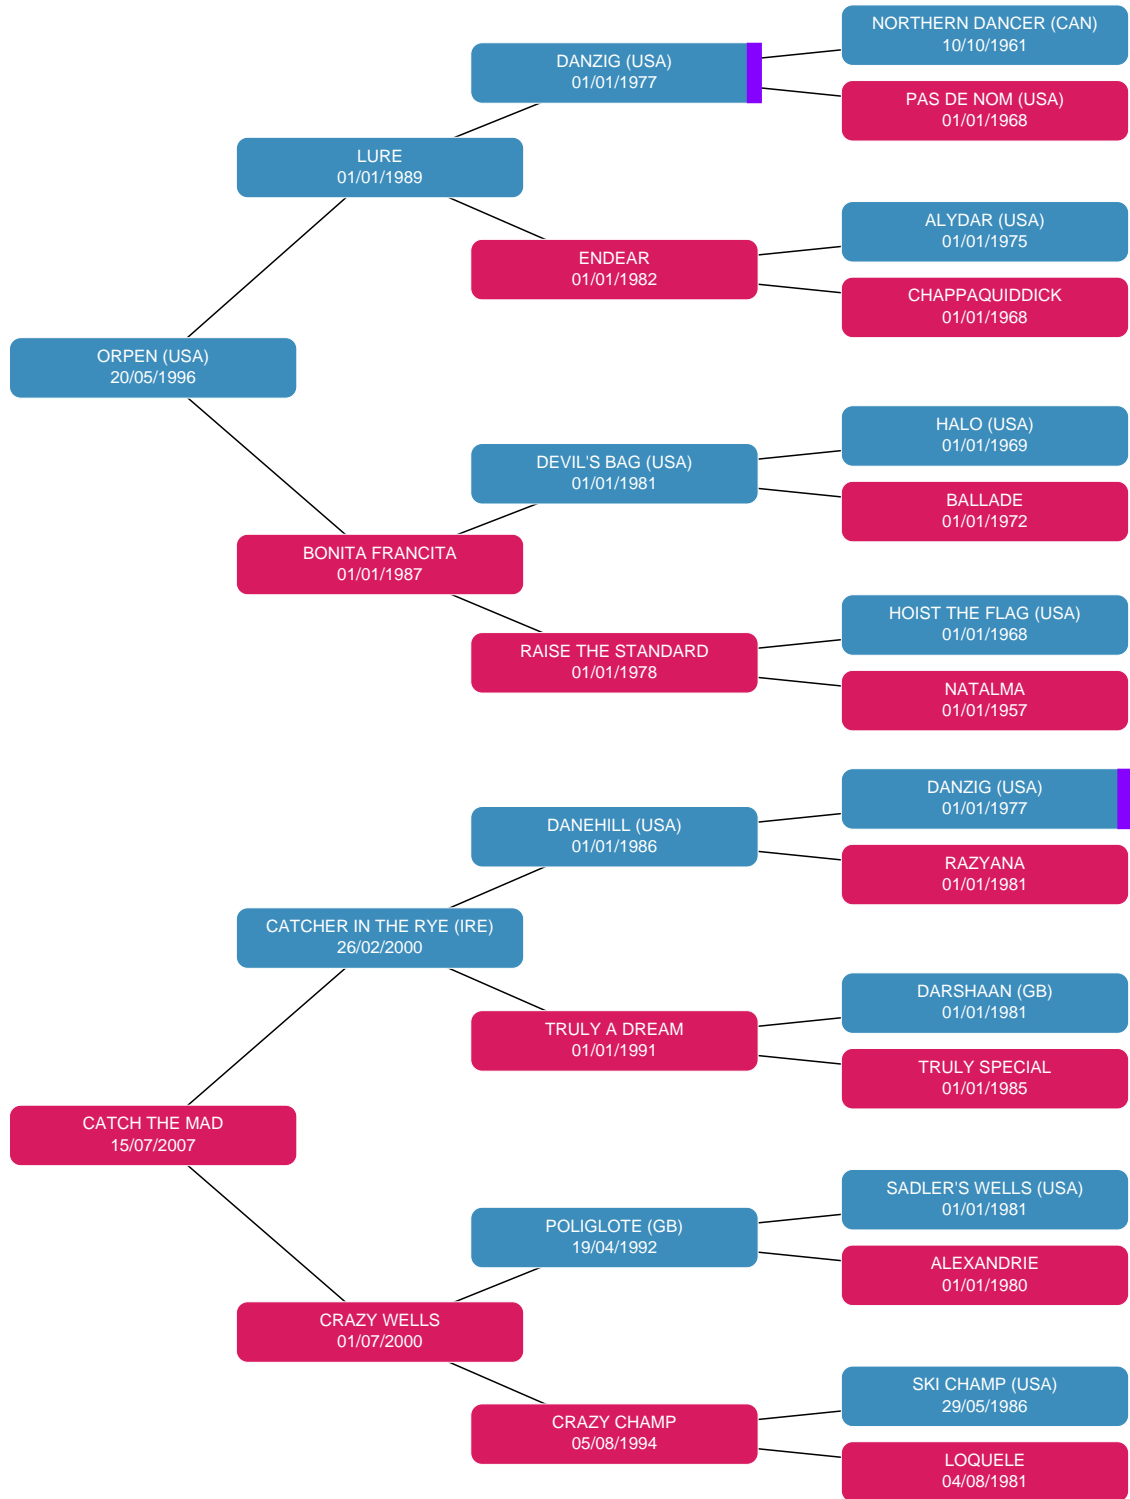 NORTHERN DANCER (CAN)
10/10/1961
DANZIG (USA)
01/01/1977
PAS DE NOM (USA)
01/01/1968
LURE
01/01/1989
ALYDAR (USA)
01/01/1975
ENDEAR
01/01/1982
CHAPPAQUIDDICK
01/01/1968
ORPEN (USA)
20/05/1996
HALO (USA)
01/01/1969
DEVIL'S BAG (USA)
01/01/1981
BALLADE
01/01/1972
BONITA FRANCITA
01/01/1987
HOIST THE FLAG (USA)
01/01/1968
RAISE THE STANDARD
01/01/1978
NATALMA
01/01/1957
DANZIG (USA)
01/01/1977
DANEHILL (USA)
01/01/1986
RAZYANA
01/01/1981
CATCHER IN THE RYE (IRE)
26/02/2000
DARSHAAN (GB)
01/01/1981
TRULY A DREAM
01/01/1991
TRULY SPECIAL
01/01/1985
CATCH THE MAD
15/07/2007
SADLER'S WELLS (USA)
01/01/1981
POLIGLOTE (GB)
19/04/1992
ALEXANDRIE
01/01/1980
CRAZY WELLS
01/07/2000
SKI CHAMP (USA)
29/05/1986
CRAZY CHAMP
05/08/1994
LOQUELE
04/08/1981